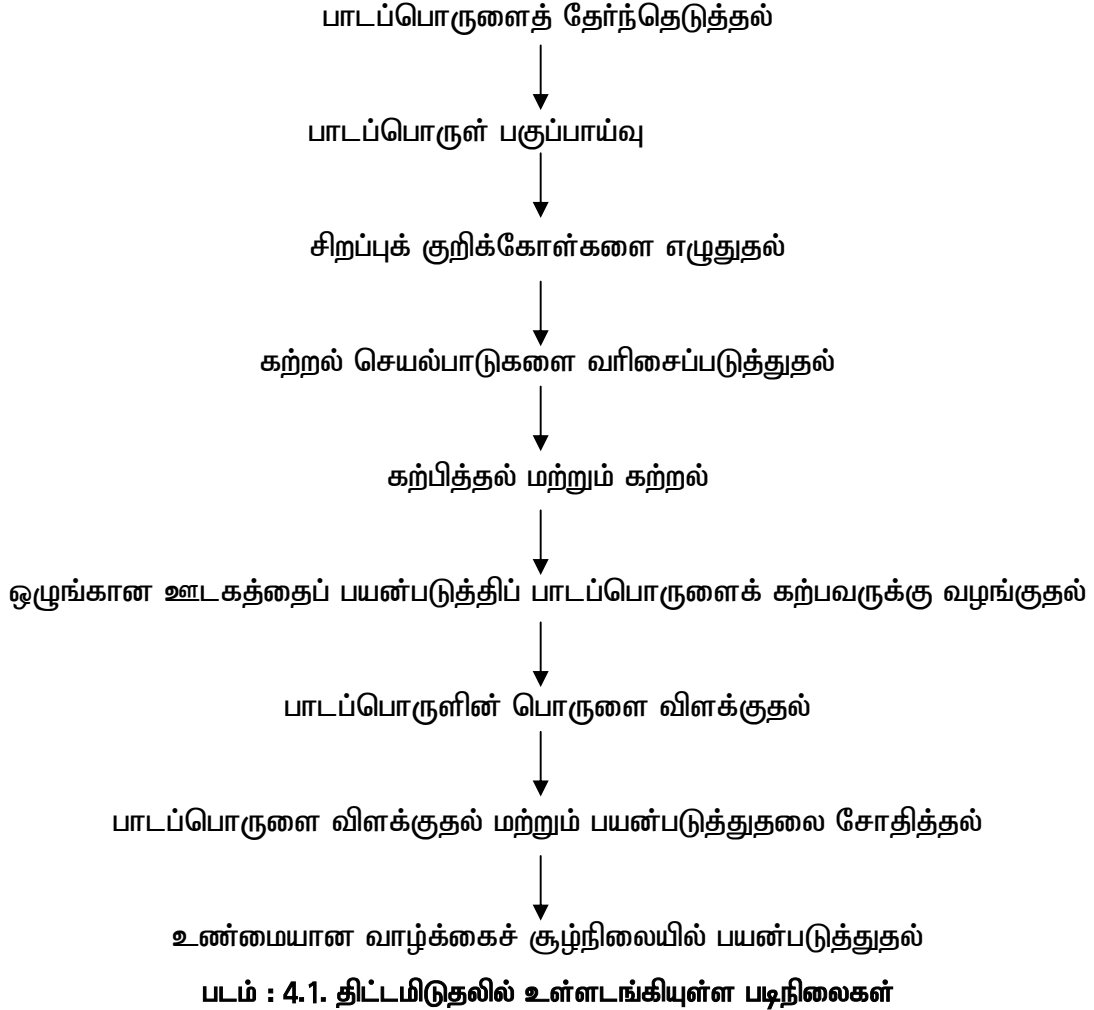 பாடப்பொருளைத் தேர்ந்தெடுத்தல்
பாடப்பொருள் பகுப்பாய்வு
சிறப்புக் குறிக்கோள்களை எழுதுதல்
கற்றல் செயல்பாடுகளை வரிசைப்படுத்துதல்
கற்பித்தல் மற்றும் கற்றல்
ஒழுங்கான ஊடகத்தைப் பயன்படுத்திப் பாடப்பொருளைக் கற்பவருக்கு வழங்குதல்
பாடப்பொருளின் பொருளை விளக்குதல்
பாடப்பொருளை விளக்குதல் மற்றும் பயன்படுத்துதலை சோதித்தல்
உண்மையான வாழ்க்கைச் சூழ்நிலையில் பயன்படுத்துதல்
படம் : 4.1. திட்டமிடுதலில் உள்ளடங்கியுள்ள படிநிலைகள்